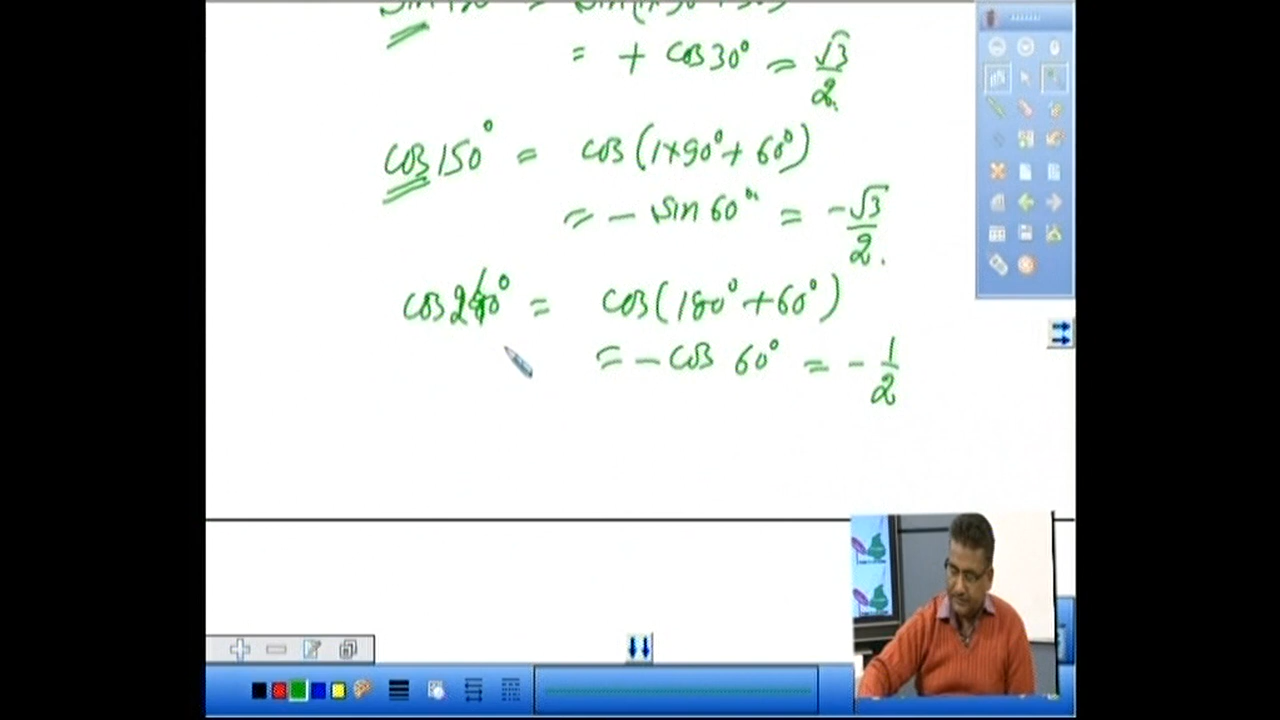 = + cos 30° = √3/2.
cos 150° = cos (1×90° + 60°)
= - sin 60° = -√3/2.
cos 240° = cos (180° + 60°)
= - cos 60° = - 1/2